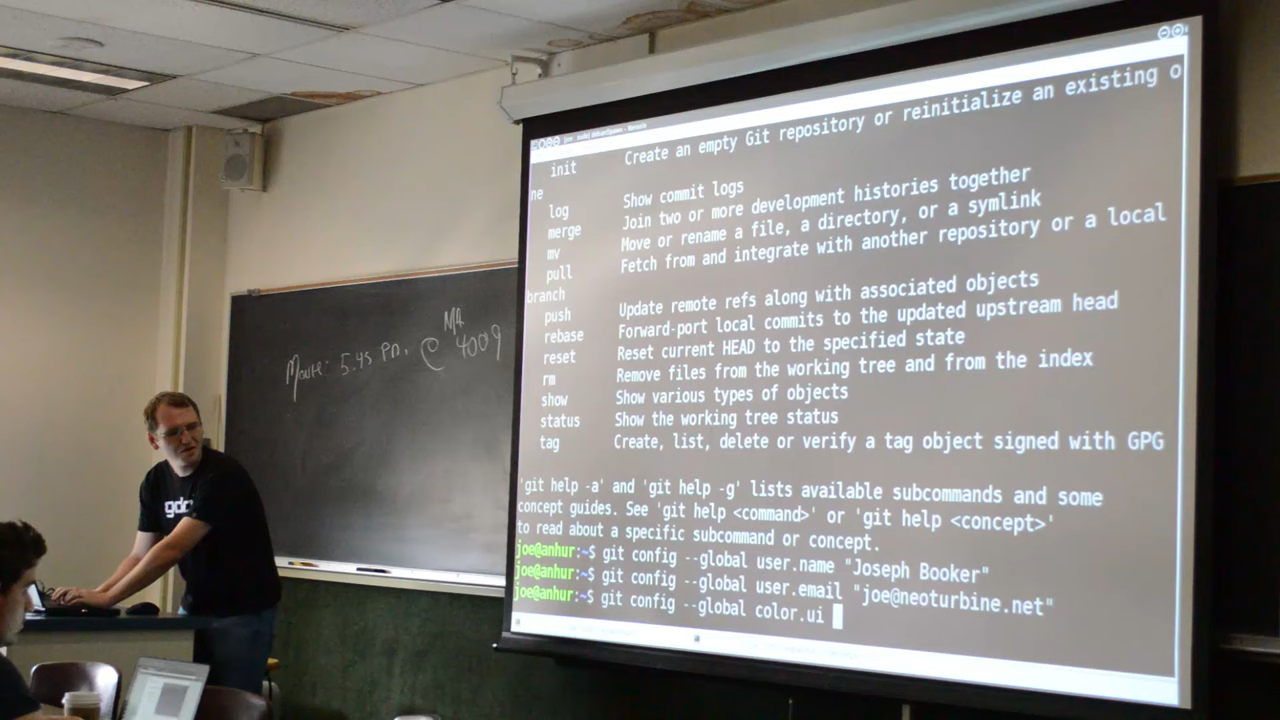 init Create an empty Git repository or reinitialize an existing o
ne
log Show commit logs
merge Join two or more development histories together
mv Move or rename a file, a directory, or a symlink
pull Fetch from and integrate with another repository or a local
branch
push Update remote refs along with associated objects
rebase Forward-port local commits to the updated upstream head
reset Reset current HEAD to the specified state
rm Remove files from the working tree and from the index
show Show various types of objects
status Show the working tree status
tag Create, list, delete or verify a tag object signed with GPG
'git help -a' and 'git help -g' lists available subcommands and some
concept guides. See 'git help <command>' or 'git help <concept>'
to read about a specific subcommand or concept.
joe@anhur:~$ git config --global user.name "Joseph Booker"
joe@anhur:~$ git config --global user.email "joe@neoturbine.net"
joe@anhur:~$ git config --global color.ui
5.45 PM. @ 4009